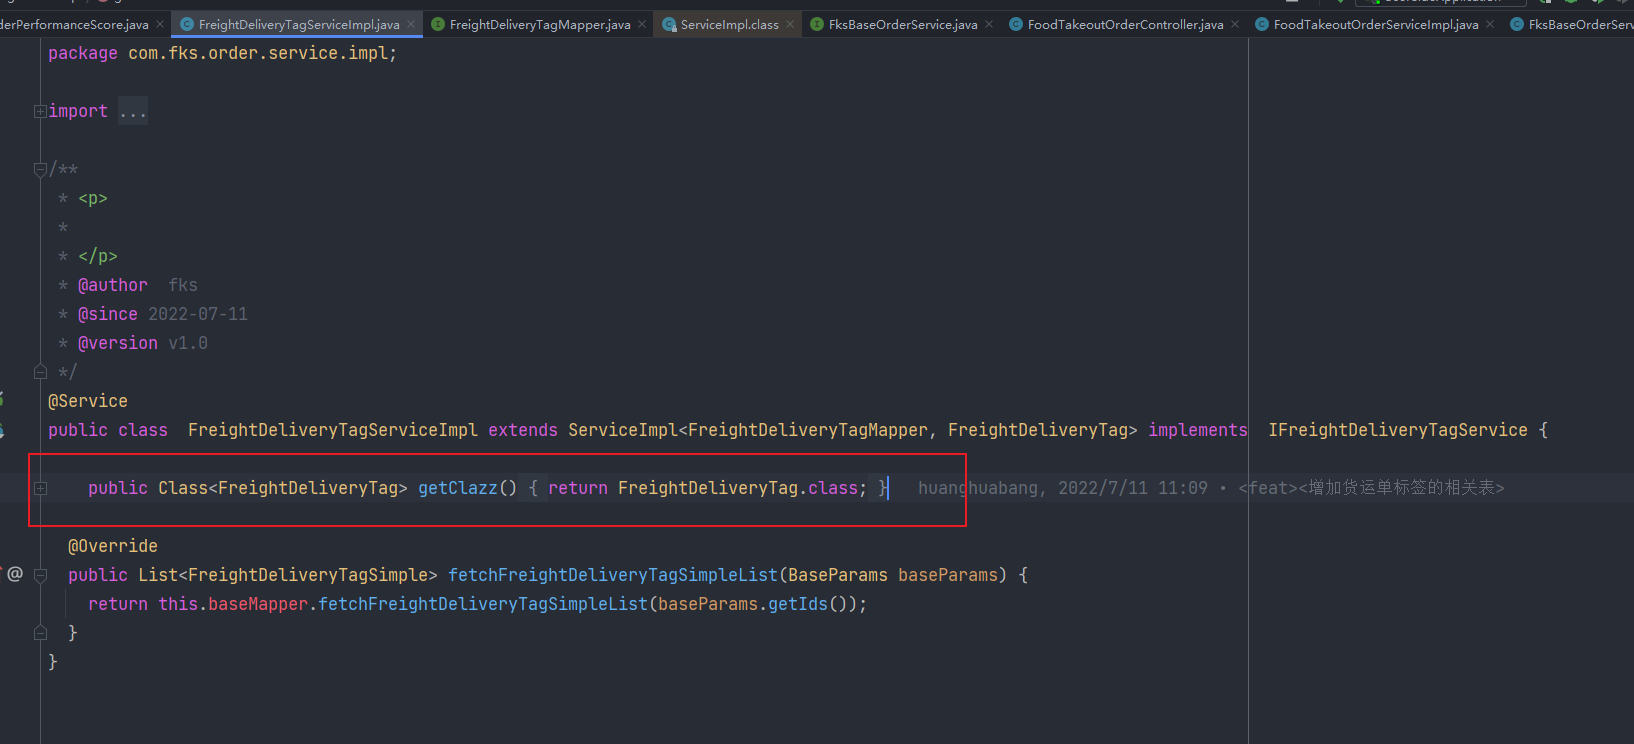 derPerformanceScore.java FreightDeliveryTagServiceImpl.java FreightDeliveryTagMapper.java ServiceImpl.class FksBaseOrderService.java FoodTakeoutOrderController.java FoodTakeoutOrderServiceImpl.java FksBaseOrderServ
package com.fks.order.service.impl;
import ...
/**
* <p>
*
* </p>
* @author fks
* @since 2022-07-11
* @version v1.0
*/
@Service
public class FreightDeliveryTagServiceImpl extends ServiceImpl<FreightDeliveryTagMapper, FreightDeliveryTag> implements IFreightDeliveryTagService {
public Class<FreightDeliveryTag> getClazz() { return FreightDeliveryTag.class; } huanghuabang, 2022/7/11 11:09 • <feat><增加货运单标签的相关表>
@Override
public List<FreightDeliveryTagSimple> fetchFreightDeliveryTagSimpleList(BaseParams baseParams) {
return this.baseMapper.fetchFreightDeliveryTagSimpleList(baseParams.getIds());
}
}